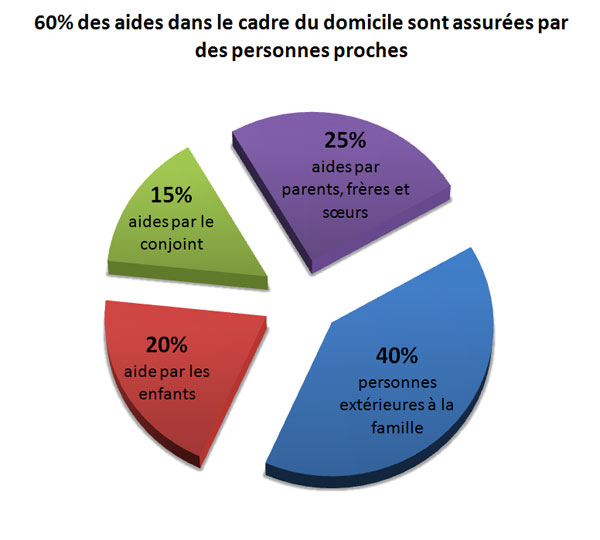 60% des aides dans le cadre du domicile sont assurées par
des personnes proches
25%
aides par
parents, frères et
sœurs
15%
aides par le
conjoint
20%
aide par les
enfants
40%
personnes
extérieures à la
famille